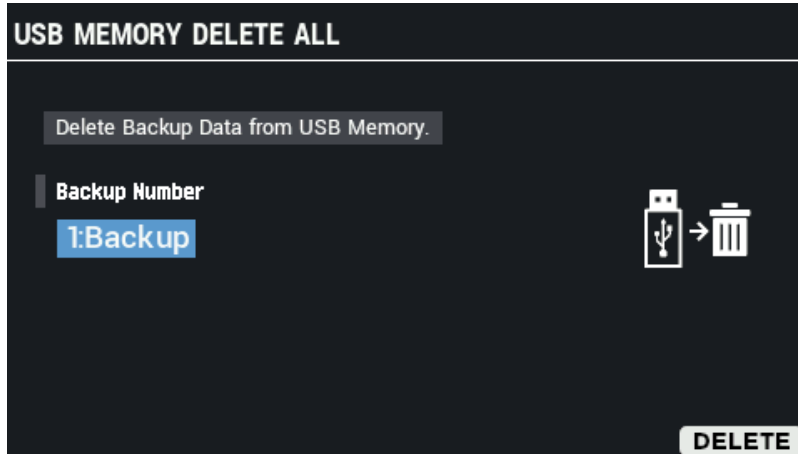 USB MEMORY DELETE ALL
Delete Backup Data from USB Memory.
Backup Number
1:Backup
DELETE